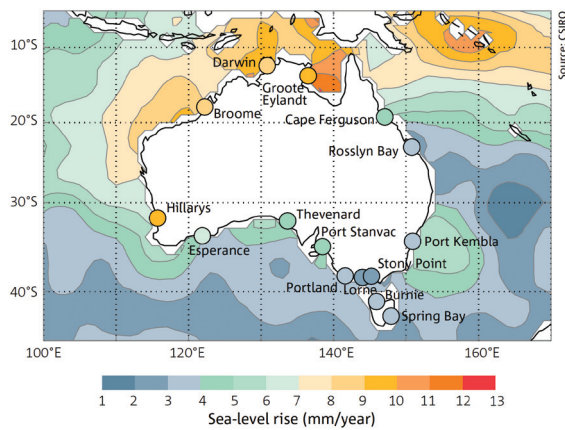 10°S
20°S
30°S
40°S
Source: CSIRO
Darwin
Groote
Eylandt
Broome
Cape Ferguson
Rosslyn Bay
Hillarys
Thevenard
Port Stanvac
Esperance
Port Kembla
Stony Point
Portland
Lorne
Burnie
Spring Bay
100°E
120°E
140°E
160°E
1 2 3 4 5 6 7 8 9 10 11 12 13
Sea-level rise (mm/year)